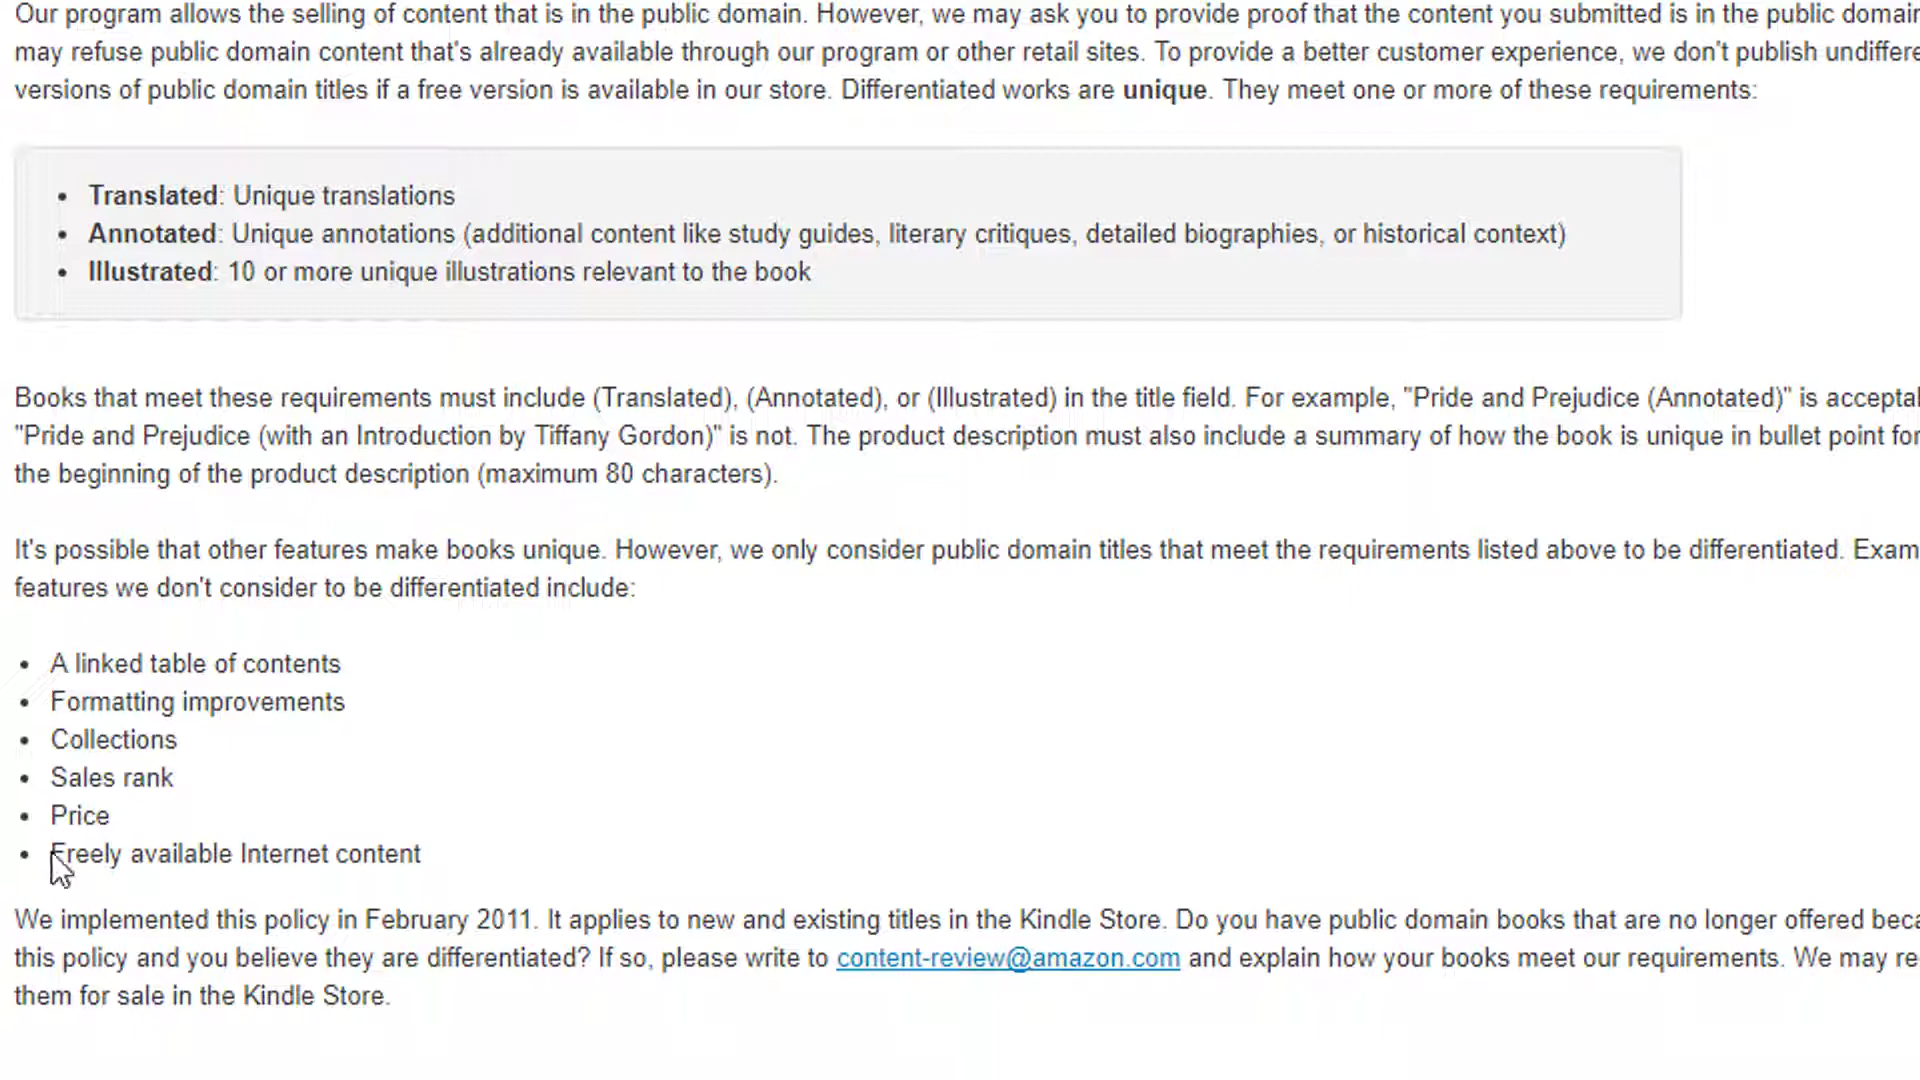 Our program allows the selling of content that is in the public domain. However, we may ask you to provide proof that the content you submitted is in the public domain
may refuse public domain content that's already available through our program or other retail sites. To provide a better customer experience, we don't publish undiffere
versions of public domain titles if a free version is available in our store. Differentiated works are unique. They meet one or more of these requirements:
• Translated: Unique translations
• Annotated: Unique annotations (additional content like study guides, literary critiques, detailed biographies, or historical context)
• Illustrated: 10 or more unique illustrations relevant to the book
Books that meet these requirements must include (Translated), (Annotated), or (Illustrated) in the title field. For example, "Pride and Prejudice (Annotated)" is acceptal
"Pride and Prejudice (with an Introduction by Tiffany Gordon)" is not. The product description must also include a summary of how the book is unique in bullet point for
the beginning of the product description (maximum 80 characters).
It's possible that other features make books unique. However, we only consider public domain titles that meet the requirements listed above to be differentiated. Exam
features we don't consider to be differentiated include:
• A linked table of contents
• Formatting improvements
• Collections
• Sales rank
• Price
• Freely available Internet content
We implemented this policy in February 2011. It applies to new and existing titles in the Kindle Store. Do you have public domain books that are no longer offered beca
this policy and you believe they are differentiated? If so, please write to content-review@amazon.com and explain how your books meet our requirements. We may re
them for sale in the Kindle Store.